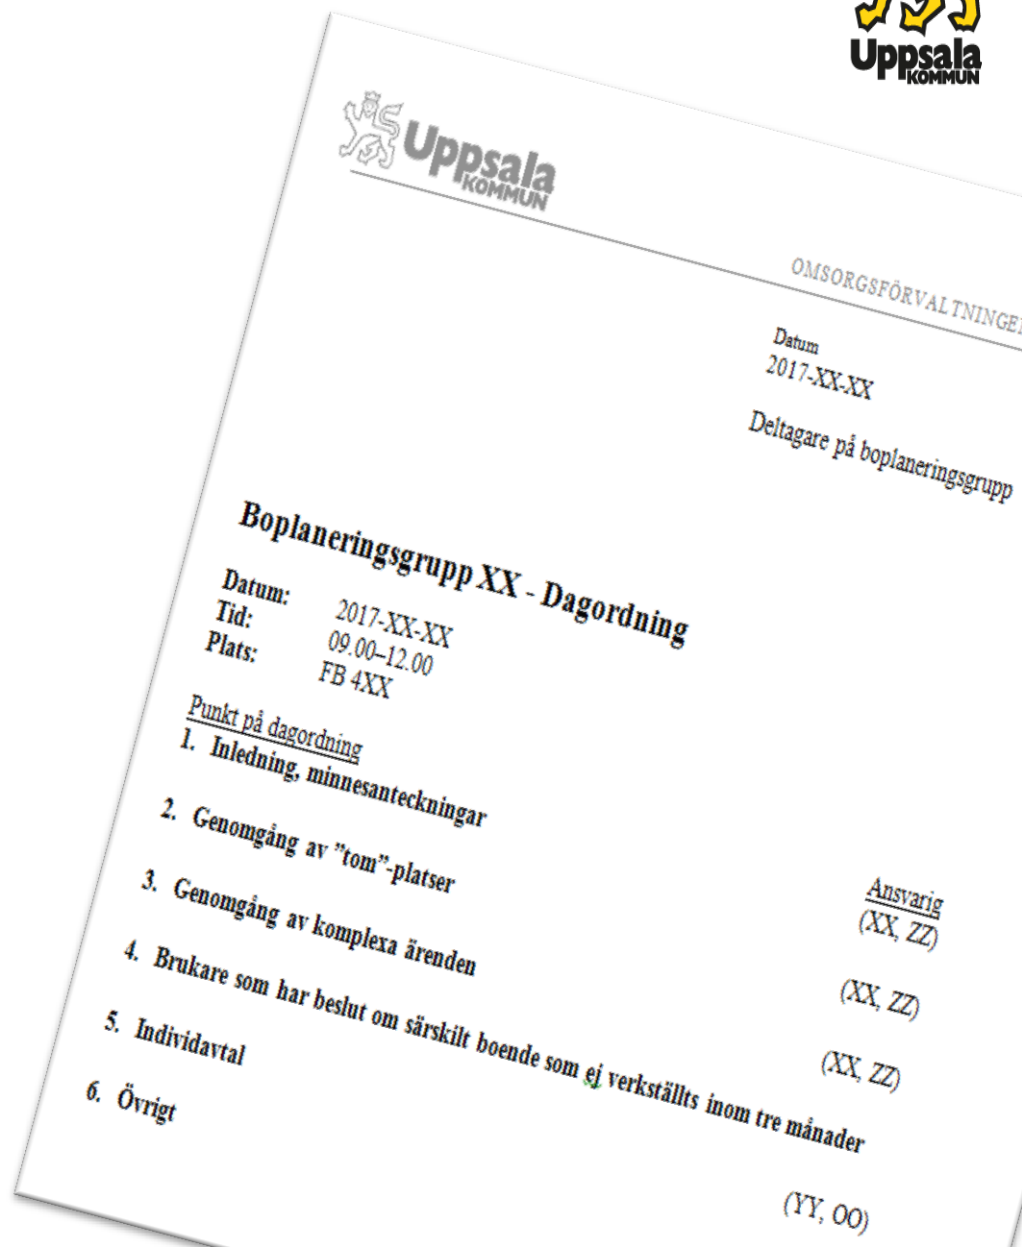 Uppsala
KOMMUN
Uppsala
KOMMUN
OMSORGSFÖRVALTNINGEN
Datum
2017-XX-XX
Deltagare på boplaneringsgrupp
Boplaneringsgrupp XX - Dagordning
Datum: 2017-XX-XX
Tid: 09.00–12.00
Plats: FB 4XX
Punkt på dagordning Ansvarig
1. Inledning, minnesanteckningar (XX, ZZ)
2. Genomgång av ”tom”-platser (XX, ZZ)
3. Genomgång av komplexa ärenden (XX, ZZ)
4. Brukare som har beslut om särskilt boende som ej verkställts inom tre månader
5. Individavtal (YY, OO)
6. Övrigt